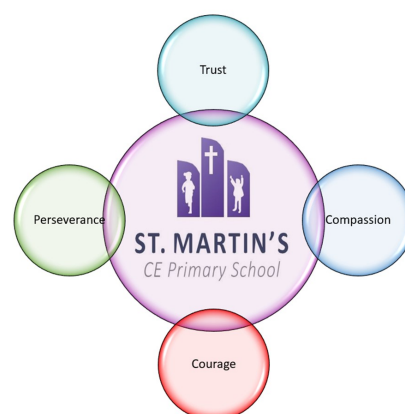 Trust
Perseverance
Compassion
ST. MARTIN'S
CE Primary School
Courage